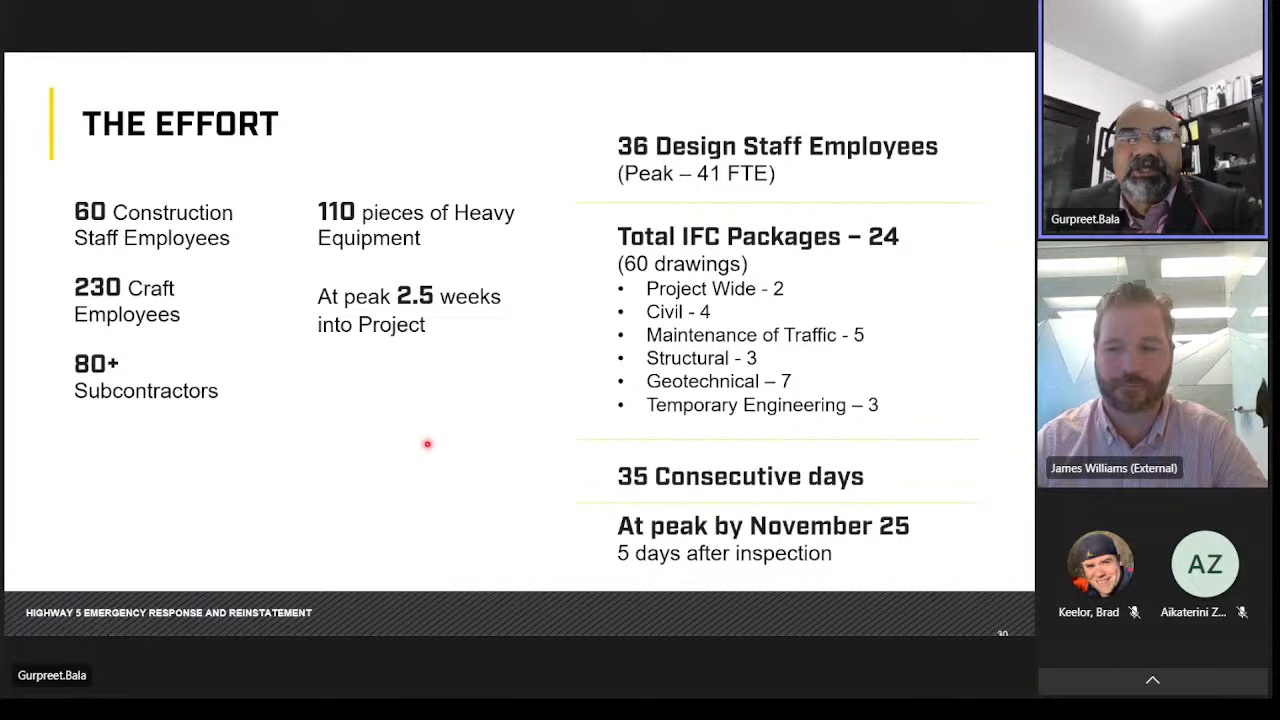 THE EFFORT
60 Construction
Staff Employees
230 Craft
Employees
80+
Subcontractors
110 pieces of Heavy
Equipment
At peak 2.5 weeks
into Project
36 Design Staff Employees
(Peak – 41 FTE)
Total IFC Packages – 24
(60 drawings)
• Project Wide - 2
• Civil - 4
• Maintenance of Traffic - 5
• Structural - 3
• Geotechnical – 7
• Temporary Engineering – 3
35 Consecutive days
At peak by November 25
5 days after inspection
HIGHWAY 5 EMERGENCY RESPONSE AND REINSTATEMENT
30
Gurpreet.Bala
Gurpreet.Bala
James Williams (External)
AZ
Keelor, Brad
Aikaterini Z...